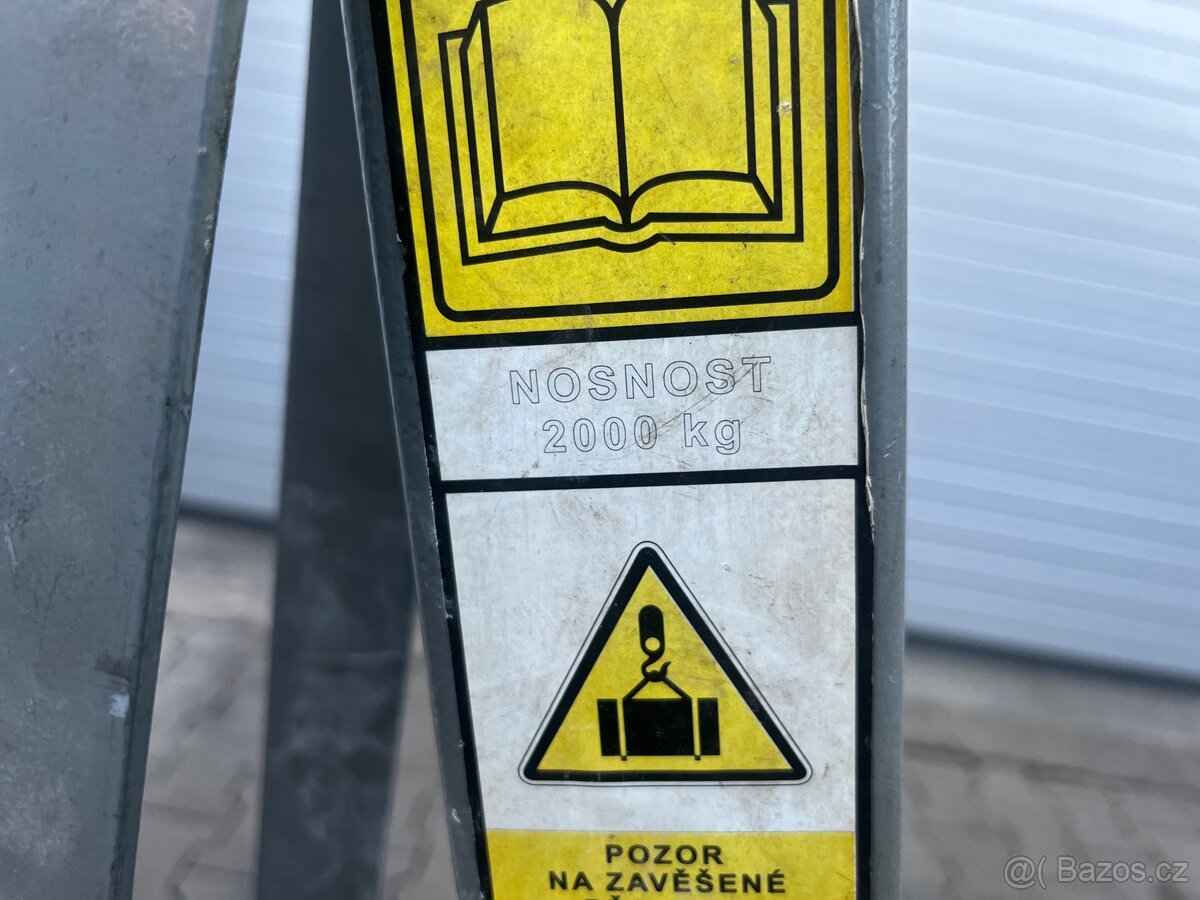 NOSNOST
2000 kg
POZOR
NA ZAVĚŠENÉ
@( Bazos.cz